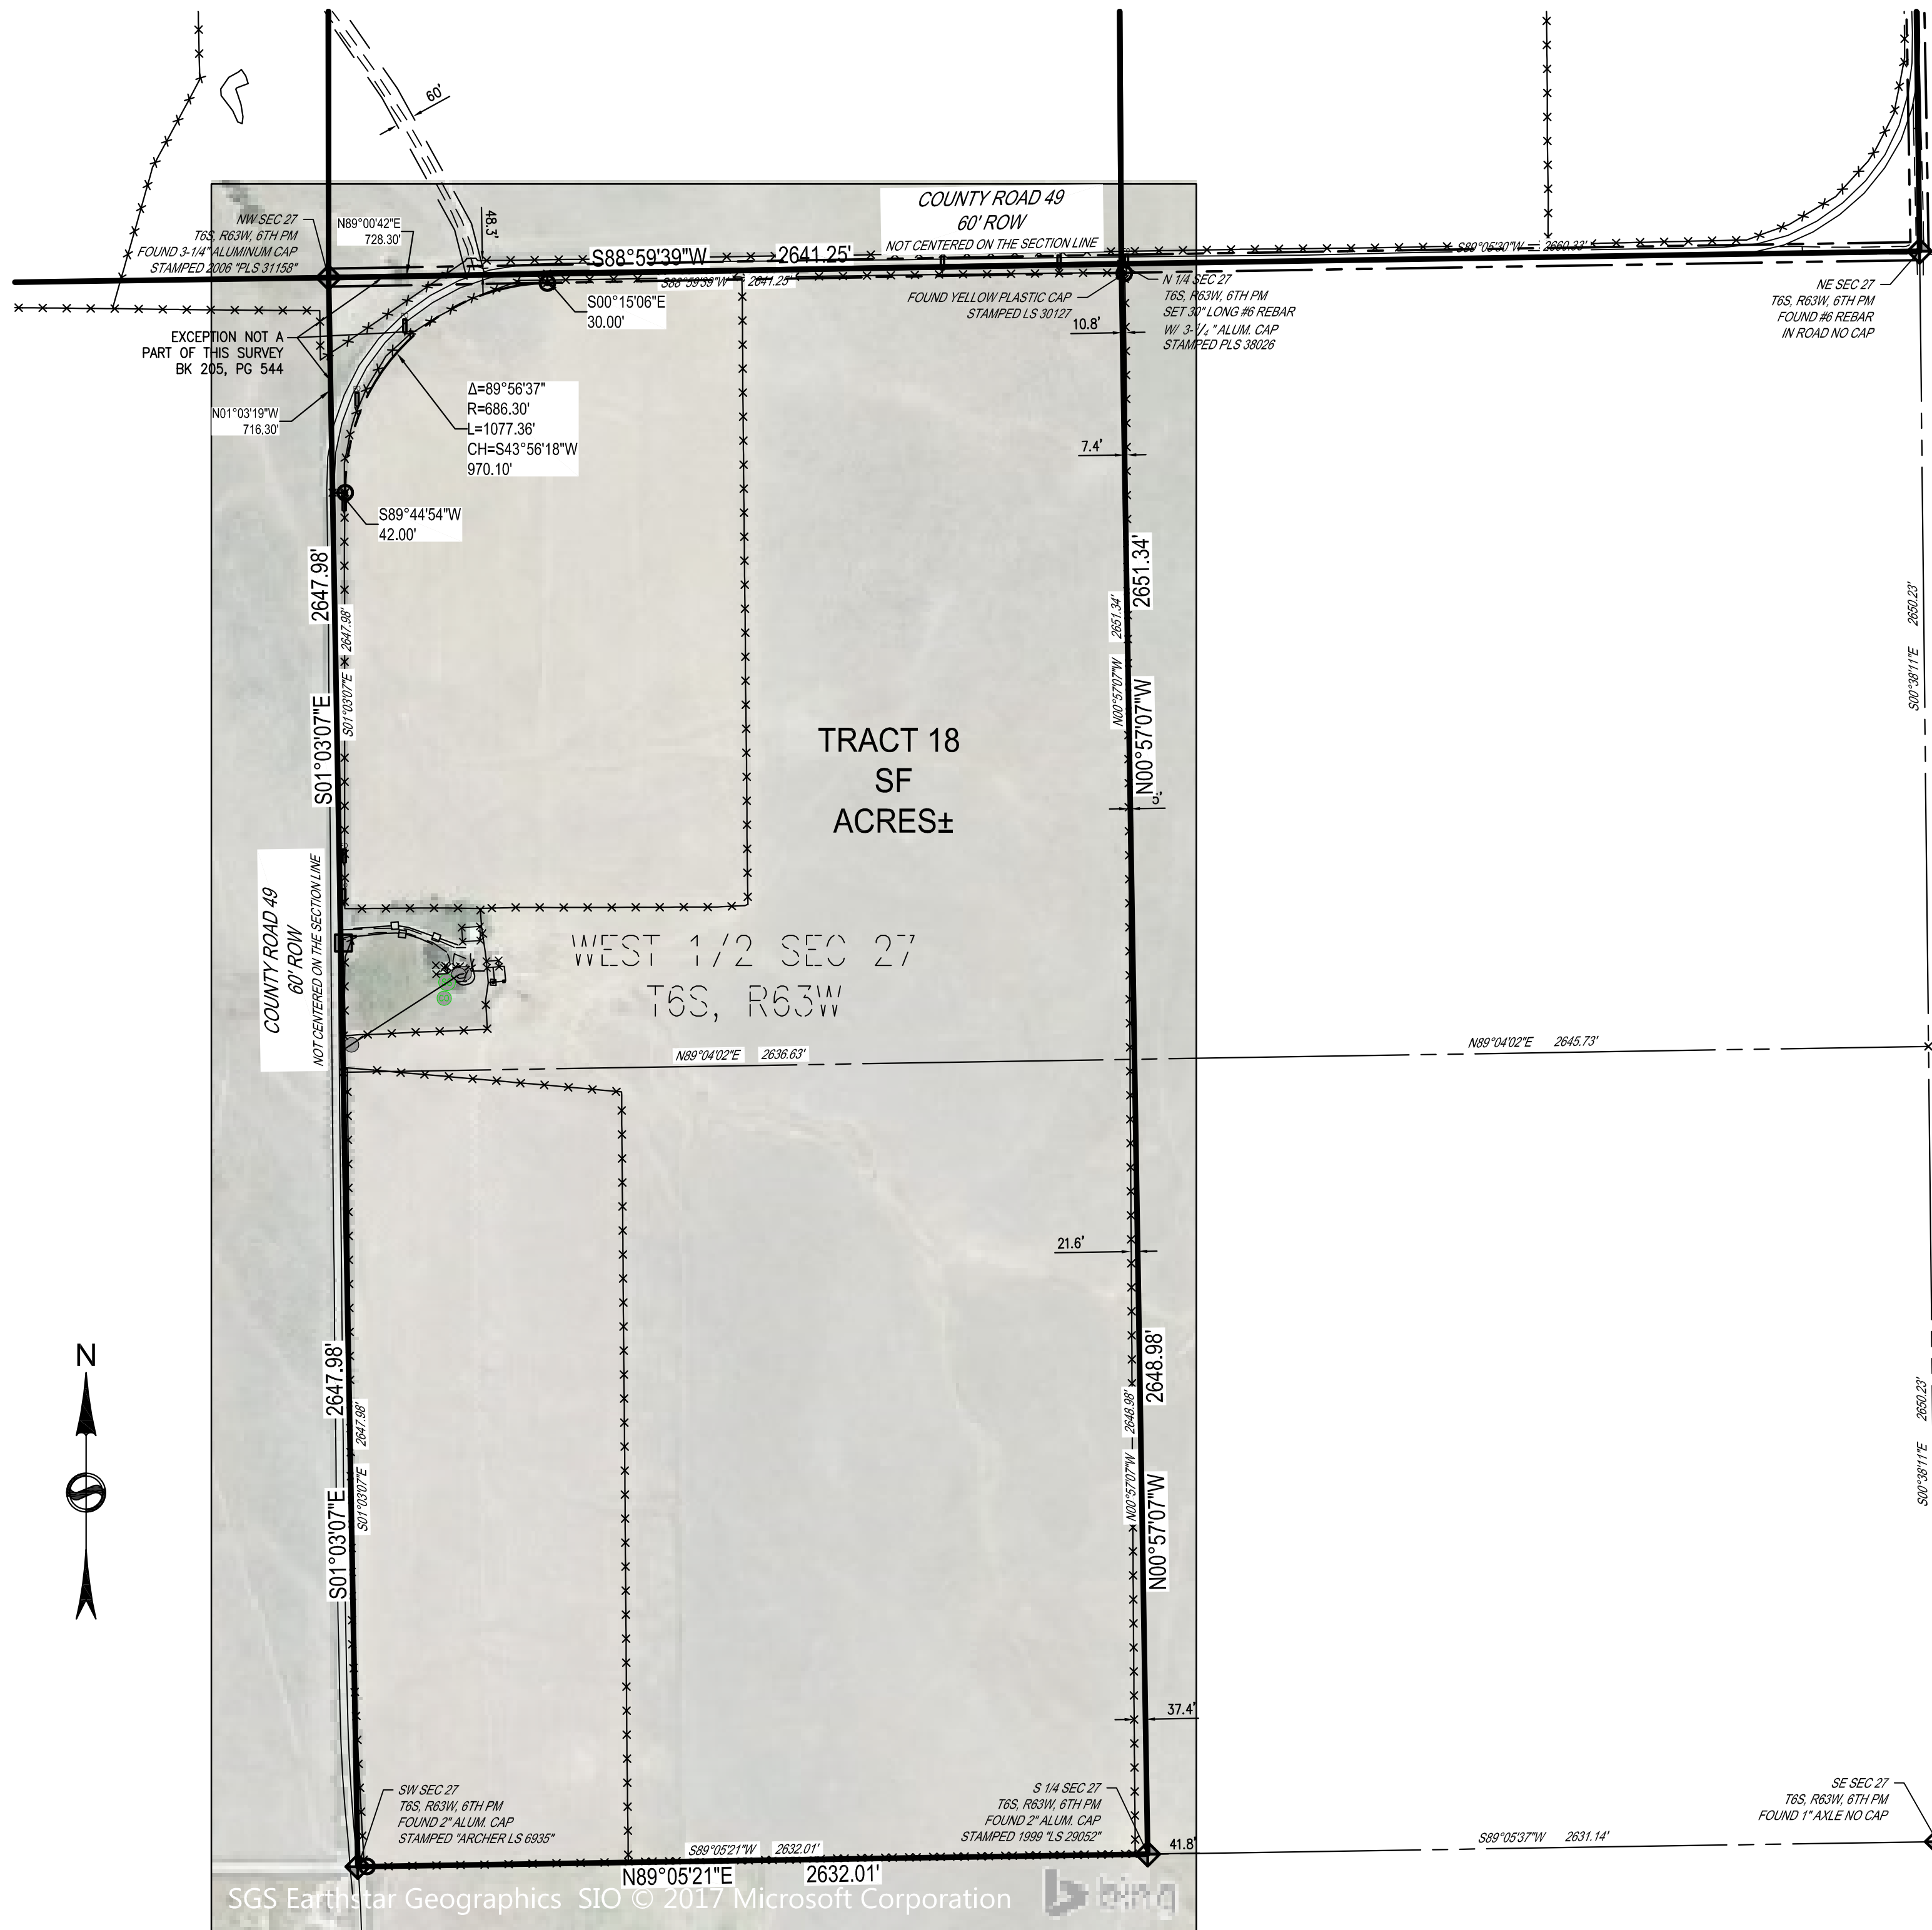 60'
48.3'
NW SEC 27
T6S, R63W, 6TH PM
FOUND 3-1/4" ALUMINUM CAP
STAMPED 2006 "PLS 31158"
N89°00'42"E
728.30'
S88°59'39"W 2641.25'
S88°59'39"W 2641.25'
COUNTY ROAD 49
60' ROW
NOT CENTERED ON THE SECTION LINE
S89°05'30"W 2660.33'
S00°15'06"E
30.00'
FOUND YELLOW PLASTIC CAP
STAMPED LS 30127
N 1/4 SEC 27
T6S, R63W, 6TH PM
SET 30" LONG #6 REBAR
W/ 3-1/4" ALUM. CAP
STAMPED PLS 38026
NE SEC 27
T6S, R63W, 6TH PM
FOUND #6 REBAR
IN ROAD NO CAP
EXCEPTION NOT A
PART OF THIS SURVEY
BK 205, PG 544
10.8'
N01°03'19"W
716.30'
Δ=89°56'37"
R=686.30'
L=1077.36'
CH=S43°56'18"W
970.10'
7.4'
S89°44'54"W
42.00'
S01°03'07"E 2647.98'
S01°03'07"E 2647.98'
N00°57'07"W 2651.34'
N00°57'07"W 2651.34'
S00°38'11"E 2650.23'
TRACT 18
SF
ACRES±
5'
COUNTY ROAD 49
60' ROW
NOT CENTERED ON THE SECTION LINE
WEST 1/2 SEC 27
T6S, R63W
N89°04'02"E 2636.63'
N89°04'02"E 2645.73'
21.6'
N
S01°03'07"E 2647.98'
S01°03'07"E 2647.98'
N00°57'07"W 2648.98'
N00°57'07"W 2648.98'
S00°38'11"E 2650.23'
37.4'
SW SEC 27
T6S, R63W, 6TH PM
FOUND 2" ALUM. CAP
STAMPED "ARCHER LS 6935"
S 1/4 SEC 27
T6S, R63W, 6TH PM
FOUND 2" ALUM. CAP
STAMPED 1999 "LS 29052"
SE SEC 27
T6S, R63W, 6TH PM
FOUND 1" AXLE NO CAP
S89°05'21"W 2632.01'
41.8'
S89°05'37"W 2631.14'
N89°05'21"E 2632.01'
SGS Earthstar Geographics SIO © 2017 Microsoft Corporation
bing